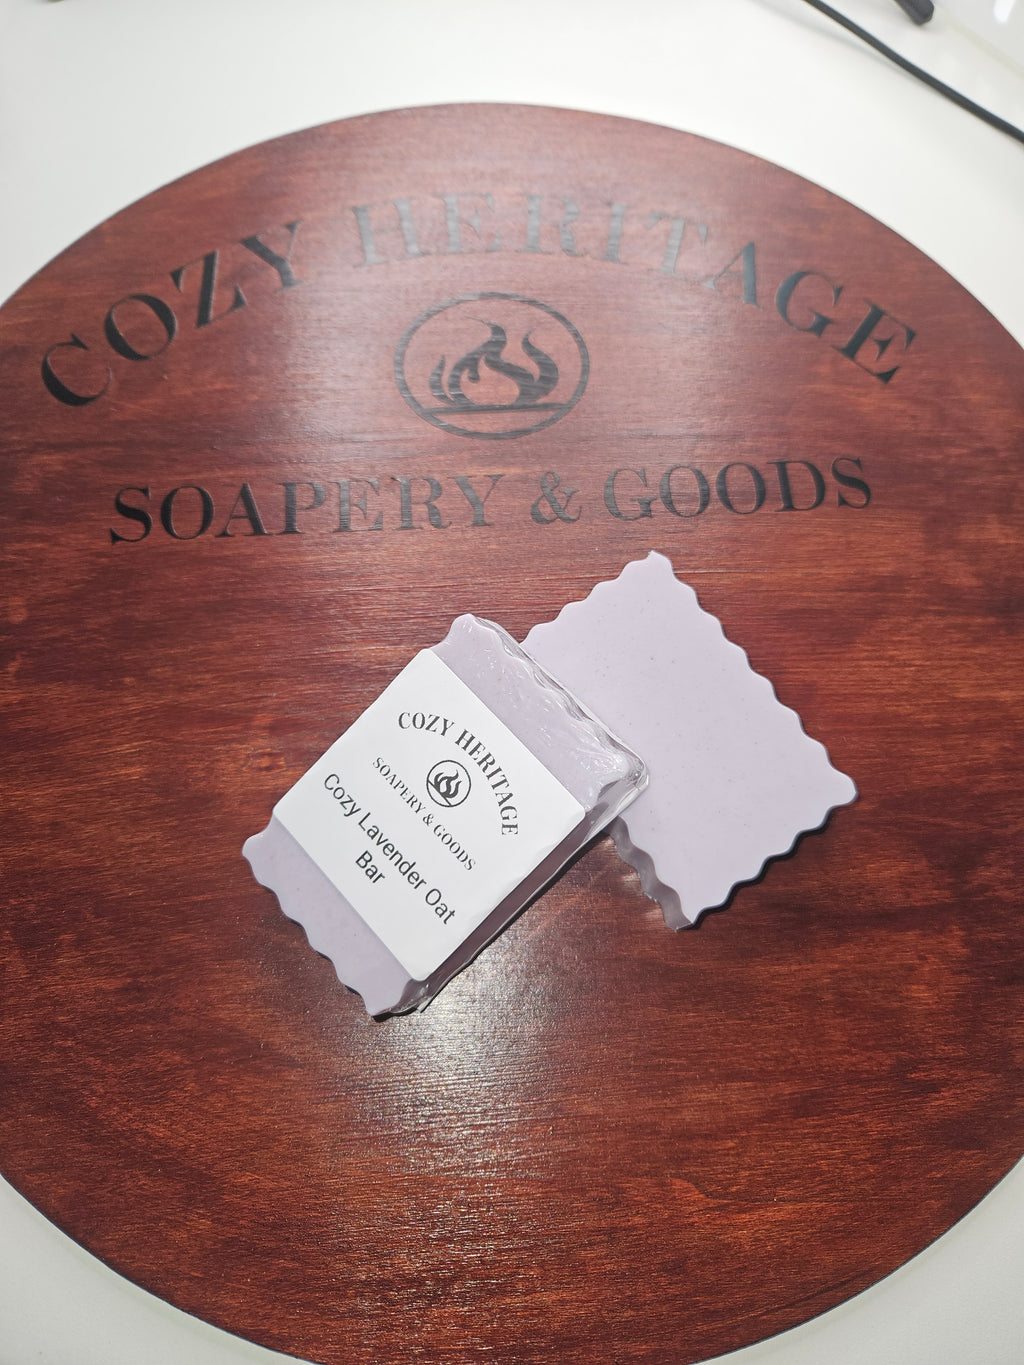 COZY HERITAGE
SOAPERY & GOODS
COZY HERITAGE
SOAPERY & GOODS
Cozy Lavender Oat
Bar